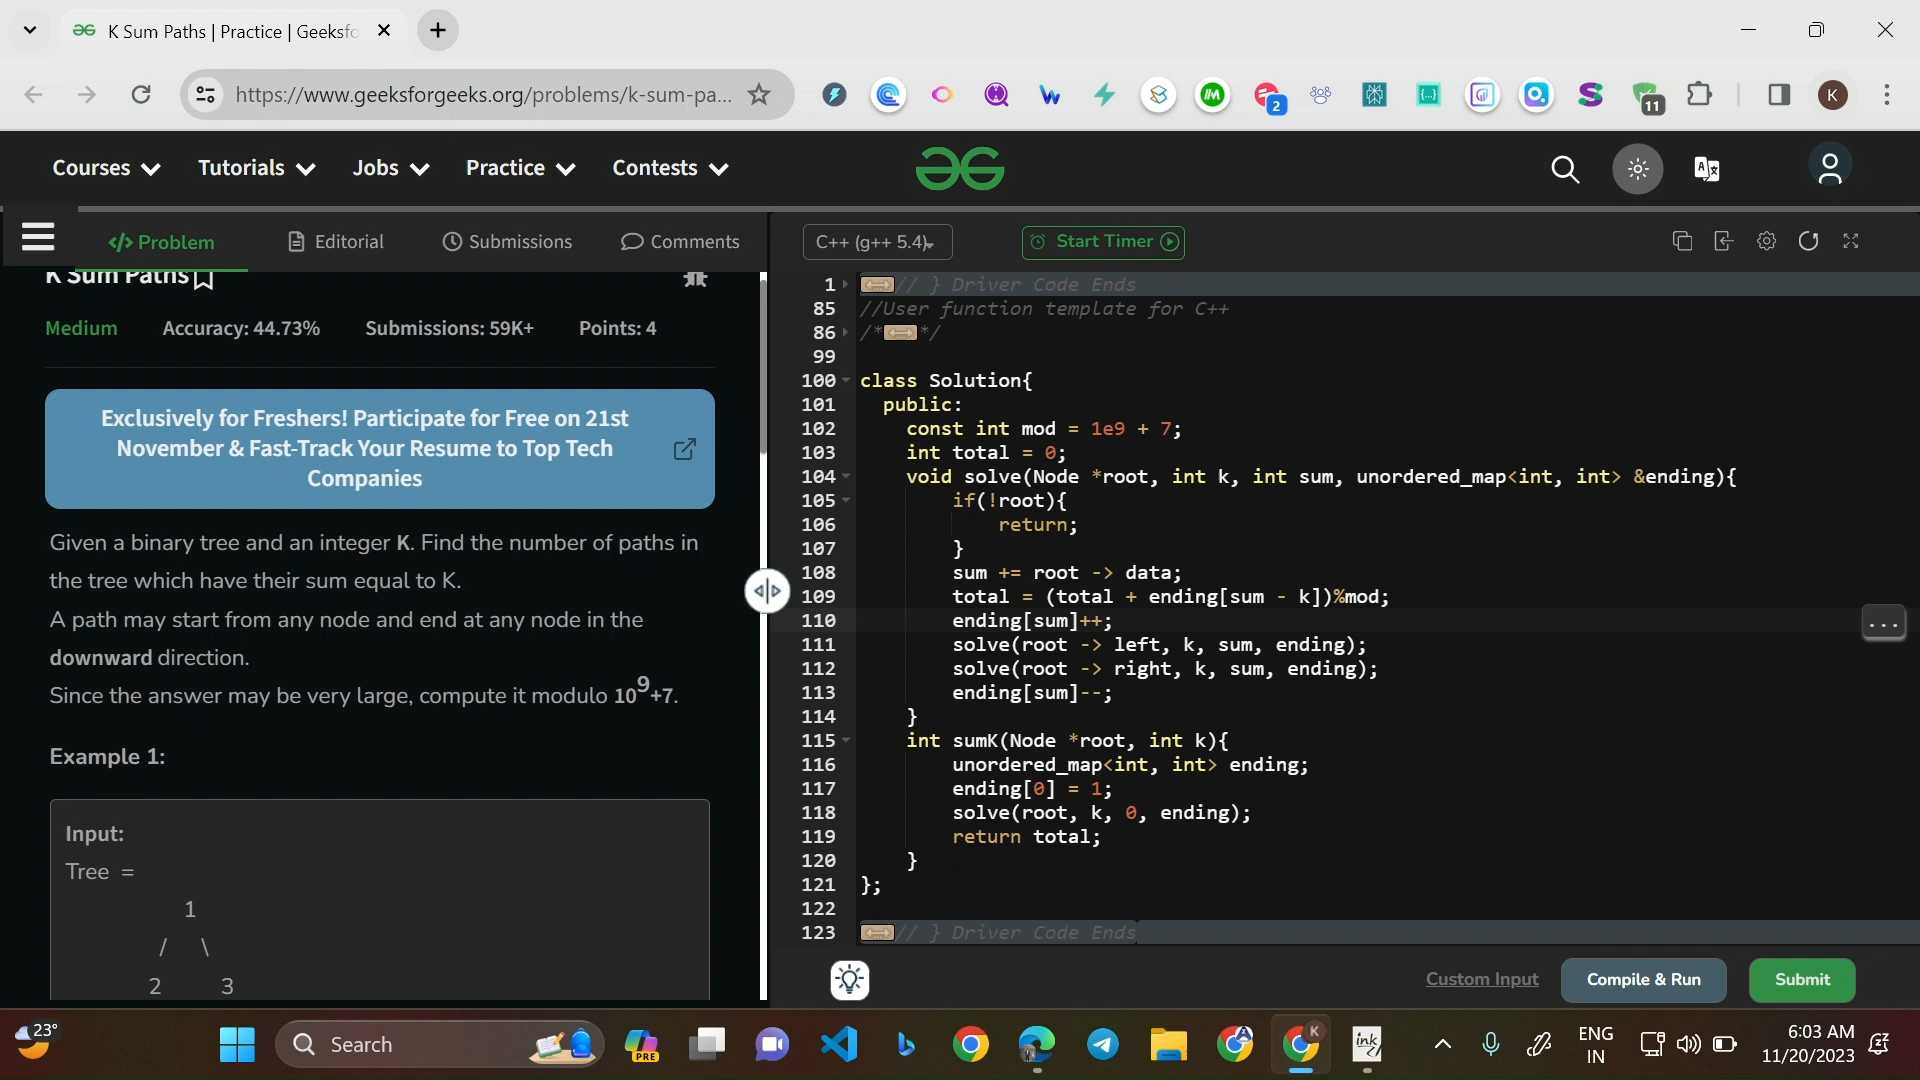 K Sum Paths | Practice | Geeksfo
https://www.geeksforgeeks.org/problems/k-sum-pa...
2
11
K
Courses
Tutorials
Jobs
Practice
Contests
</> Problem
Editorial
Submissions
Comments
C++ (g++ 5.4)
Start Timer
K Sum Paths
Medium Accuracy: 44.73% Submissions: 59K+ Points: 4
Exclusively for Freshers! Participate for Free on 21st
November & Fast-Track Your Resume to Top Tech
Companies
Given a binary tree and an integer K. Find the number of paths in
the tree which have their sum equal to K.
A path may start from any node and end at any node in the
downward direction.
Since the answer may be very large, compute it modulo 10^9+7.
Example 1:
Input:
Tree =
1
/ \
2 3
1 // } Driver Code Ends
85 //User function template for C++
86 /* */
99
100 class Solution{
101 public:
102 const int mod = 1e9 + 7;
103 int total = 0;
104 void solve(Node *root, int k, int sum, unordered_map<int, int> &ending){
105 if(!root){
106 return;
107 }
108 sum += root -> data;
109 total = (total + ending[sum - k])%mod;
110 ending[sum]++;
111 solve(root -> left, k, sum, ending);
112 solve(root -> right, k, sum, ending);
113 ending[sum]--;
114 }
115 int sumK(Node *root, int k){
116 unordered_map<int, int> ending;
117 ending[0] = 1;
118 solve(root, k, 0, ending);
119 return total;
120 }
121 };
122
123 // } Driver Code Ends
...
Custom Input
Compile & Run
Submit
23°
Search
PRE
K
ink
ENG
IN
6:03 AM
11/20/2023